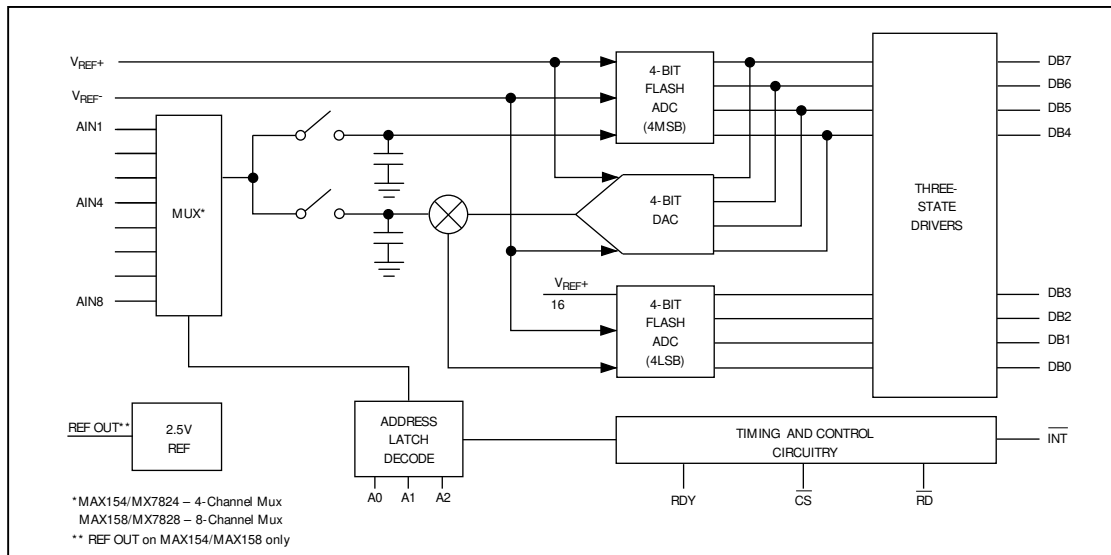 VREF+
VREF-
AIN1
AIN4
AIN8
MUX*
4-BIT
FLASH
ADC
(4MSB)
4-BIT
DAC
VREF+
16
4-BIT
FLASH
ADC
(4LSB)
THREE-
STATE
DRIVERS
DB7
DB6
DB5
DB4
DB3
DB2
DB1
DB0
REF OUT**
2.5V
REF
ADDRESS
LATCH
DECODE
A0 A1 A2
TIMING AND CONTROL
CIRCUITRY
INT
RDY CS RD
*MAX154/MX7824 – 4-Channel Mux
MAX158/MX7828 – 8-Channel Mux
** REF OUT on MAX154/MAX158 only